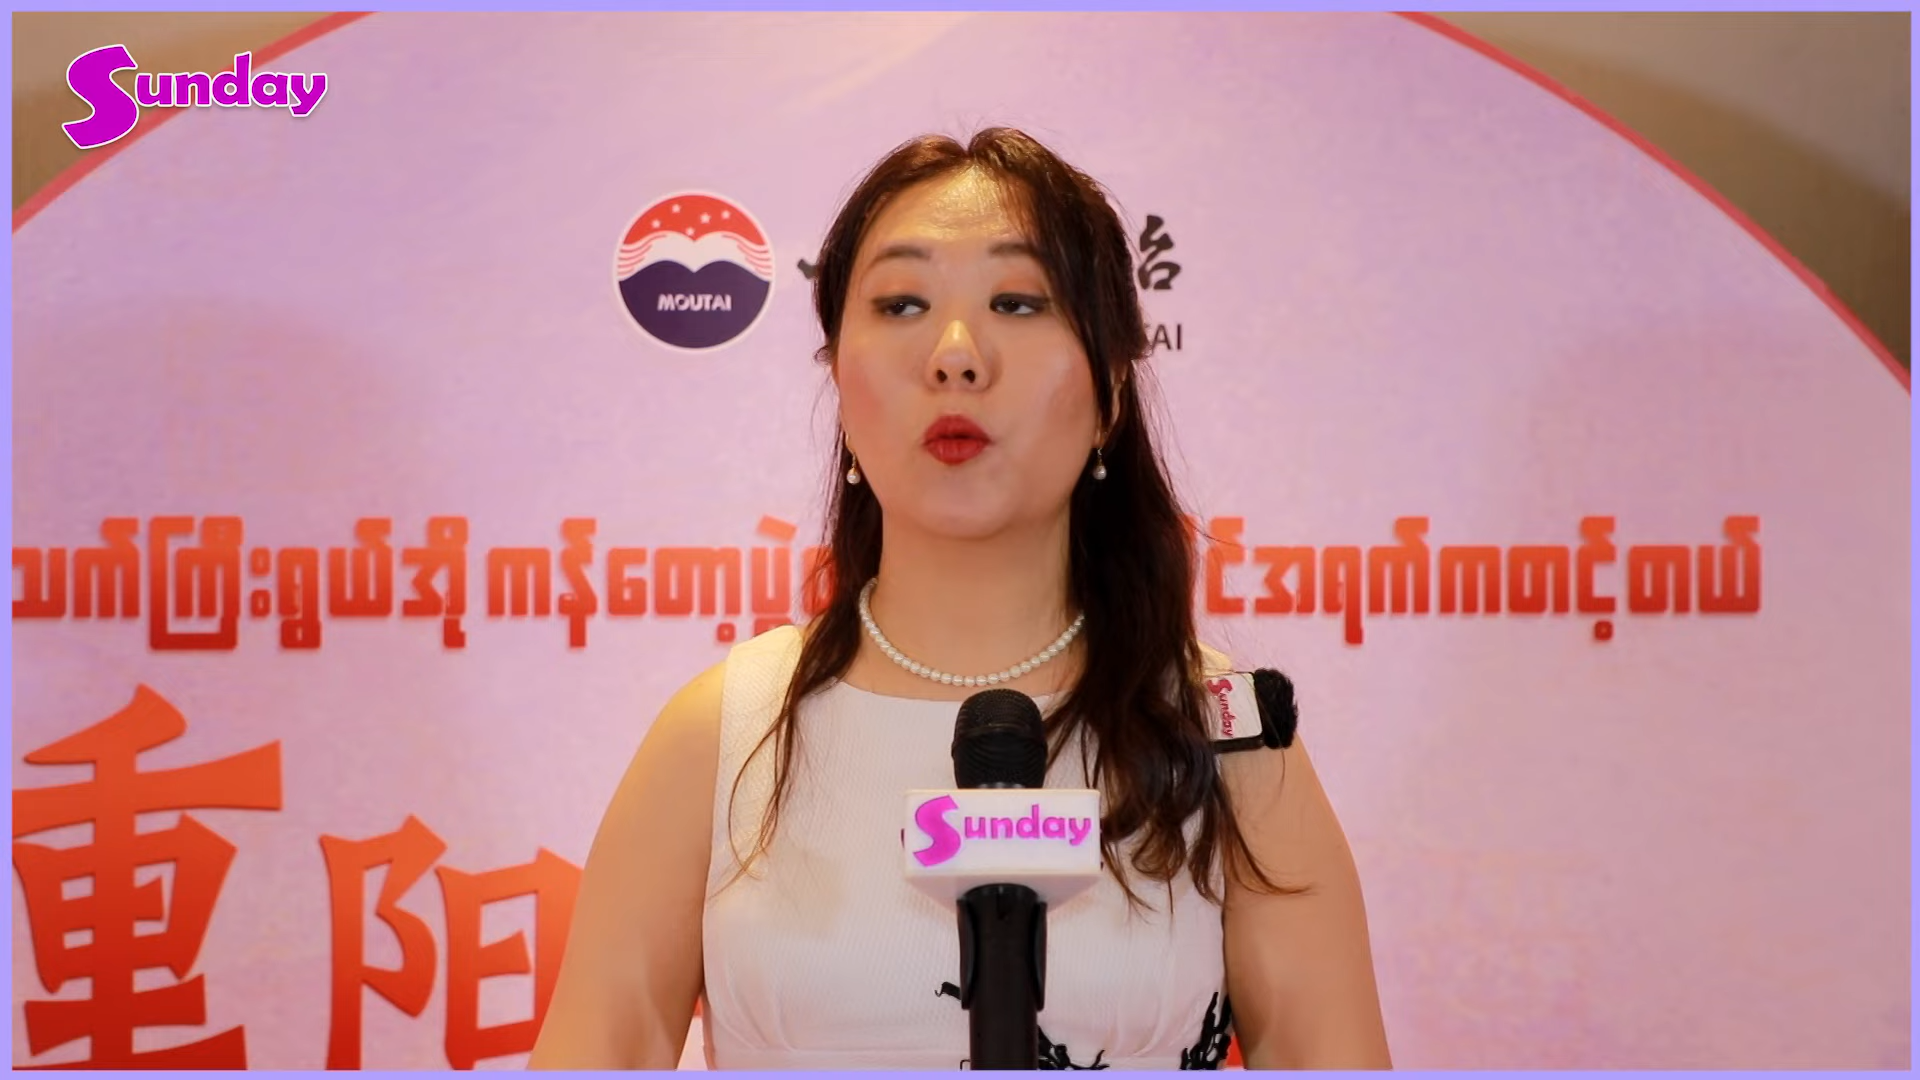 Sunday
MOUTAI
台
TAI
သက်ကြီးရွယ်အို ကန်တော့ပွဲ
င်အရက်ကတင့်တယ်
Sunday
重阳
Sunday